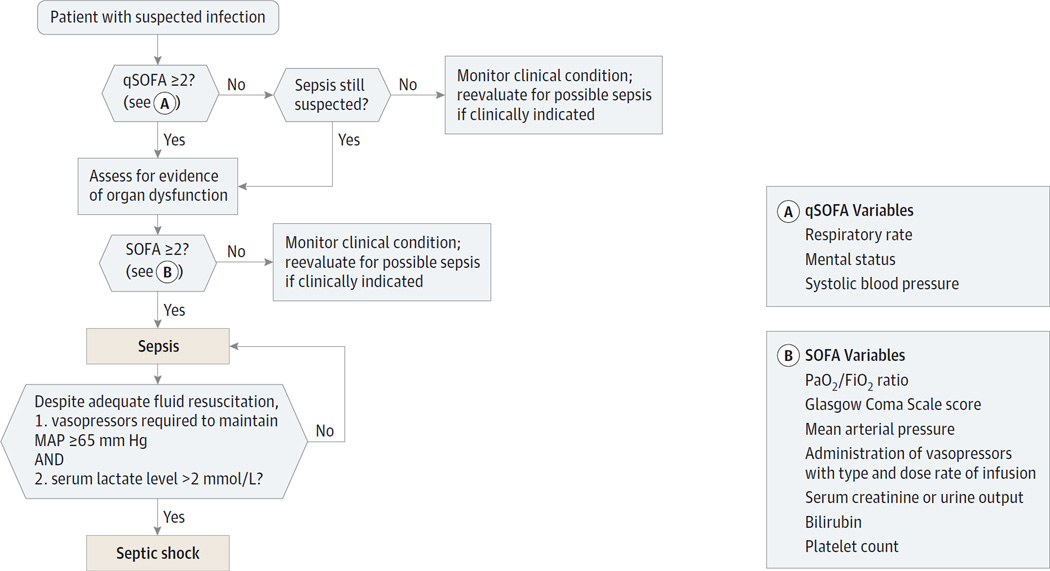 Patient with suspected infection
qSOFA ≥2?
(see A)
No
Sepsis still
suspected?
No
Monitor clinical condition;
reevaluate for possible sepsis
if clinically indicated
Yes
Yes
Assess for evidence
of organ dysfunction
SOFA ≥2?
(see B)
No
Monitor clinical condition;
reevaluate for possible sepsis
if clinically indicated
Yes
Sepsis
Despite adequate fluid resuscitation,
1. vasopressors required to maintain
MAP ≥65 mm Hg
AND
2. serum lactate level >2 mmol/L?
No
Yes
Septic shock
A qSOFA Variables
Respiratory rate
Mental status
Systolic blood pressure
B SOFA Variables
PaO₂/FiO₂ ratio
Glasgow Coma Scale score
Mean arterial pressure
Administration of vasopressors
with type and dose rate of infusion
Serum creatinine or urine output
Bilirubin
Platelet count